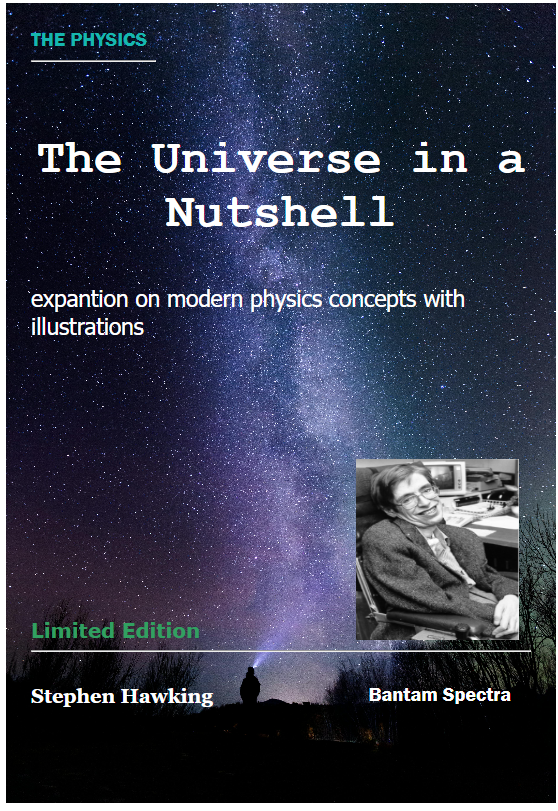 THE PHYSICS
The Universe in a
Nutshell
expantion on modern physics concepts with
illustrations
Limited Edition
Stephen Hawking
Bantam Spectra